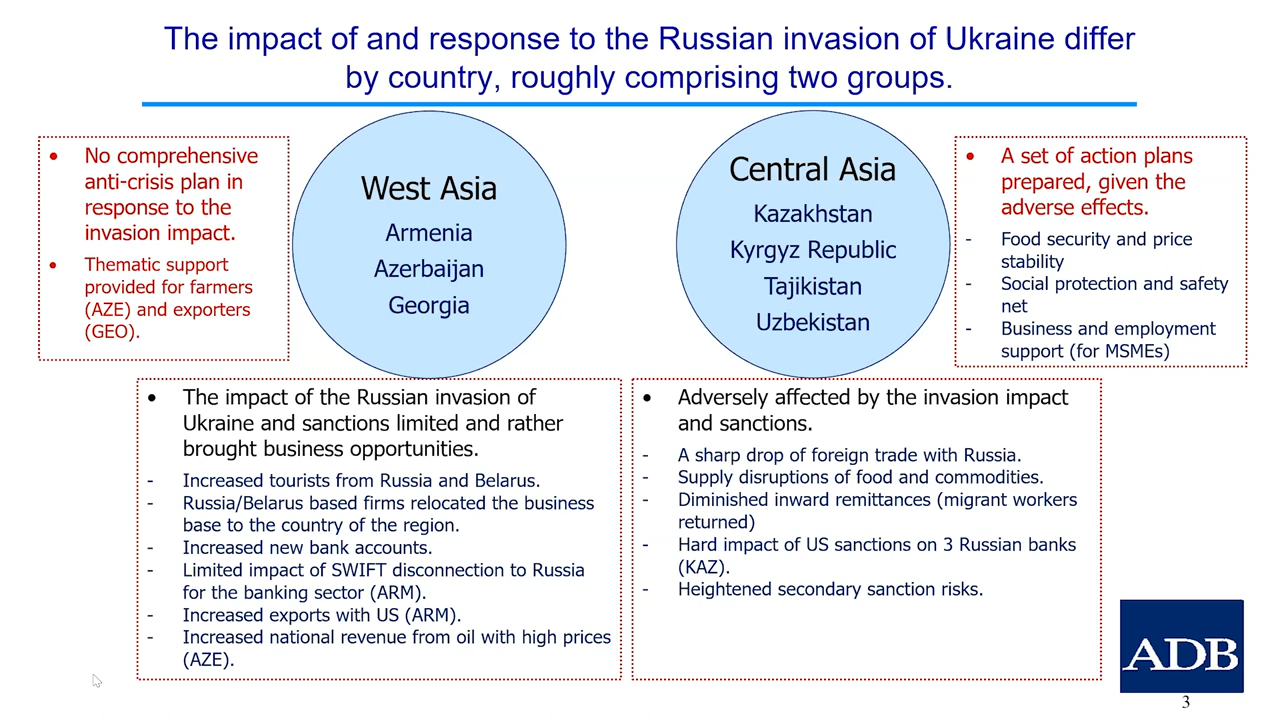 The impact of and response to the Russian invasion of Ukraine differ
by country, roughly comprising two groups.
• No comprehensive
anti-crisis plan in
response to the
invasion impact.
• Thematic support
provided for farmers
(AZE) and exporters
(GEO).
West Asia
Armenia
Azerbaijan
Georgia
Central Asia
Kazakhstan
Kyrgyz Republic
Tajikistan
Uzbekistan
• A set of action plans
prepared, given the
adverse effects.
- Food security and price
stability
- Social protection and safety
net
- Business and employment
support (for MSMEs)
• The impact of the Russian invasion of
Ukraine and sanctions limited and rather
brought business opportunities.
- Increased tourists from Russia and Belarus.
- Russia/Belarus based firms relocated the business
base to the country of the region.
- Increased new bank accounts.
- Limited impact of SWIFT disconnection to Russia
for the banking sector (ARM).
- Increased exports with US (ARM).
- Increased national revenue from oil with high prices
(AZE).
• Adversely affected by the invasion impact
and sanctions.
- A sharp drop of foreign trade with Russia.
- Supply disruptions of food and commodities.
- Diminished inward remittances (migrant workers
returned)
- Hard impact of US sanctions on 3 Russian banks
(KAZ).
- Heightened secondary sanction risks.
ADB
3